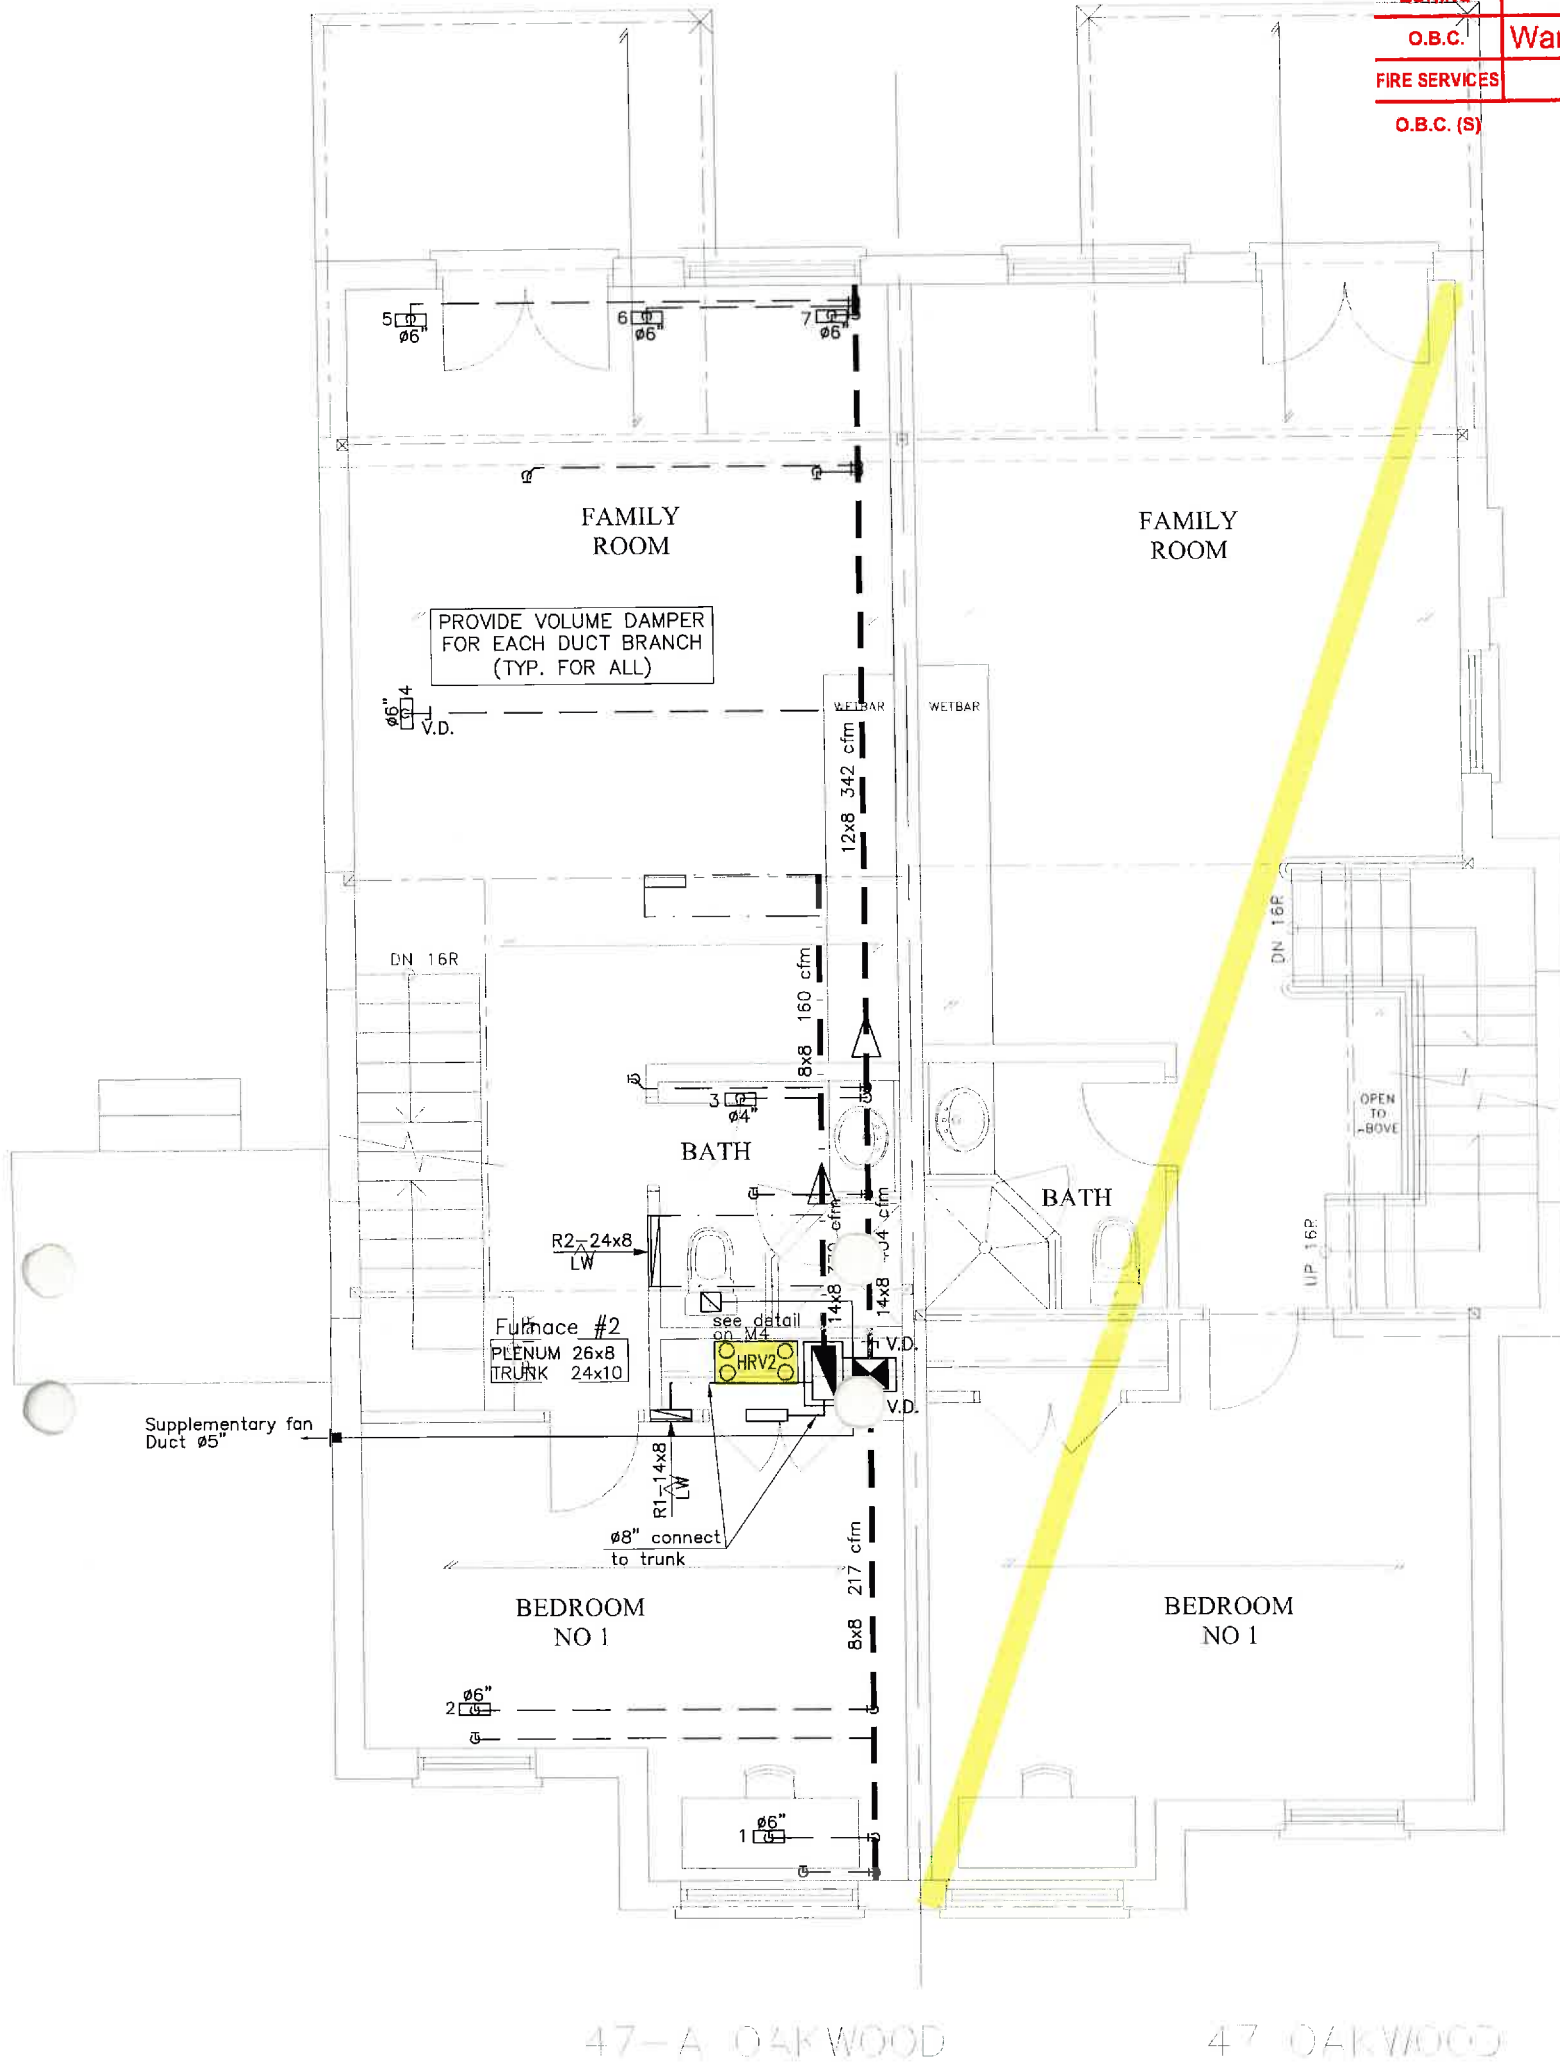 O.B.C.
FIRE SERVICES
O.B.C. (S)
5
ø6"
6
ø6"
7
ø6"
FAMILY
ROOM
FAMILY
ROOM
PROVIDE VOLUME DAMPER
FOR EACH DUCT BRANCH
(TYP. FOR ALL)
ø6" 4
V.D.
WETBAR
WETBAR
12x8 342 cfm
DN 16R
DN 16R
8x8 160 cfm
3
ø4"
OPEN
TO
BATH
BATH
R2-24x8
LW
14x8 cfm
14x8 cfm
UP 16R
Furnace #2
PLENUM 26x8
TRUNK 24x10
see detail
on M4
HRV2
V.D.
V.D.
Supplementary fan
Duct ø5"
R1-14x8
LW
ø8" connect
to trunk
8x8 217 cfm
BEDROOM
NO 1
BEDROOM
NO 1
2
ø6"
1
ø6"
47-A OAKWOOD
47 OAKWOOD